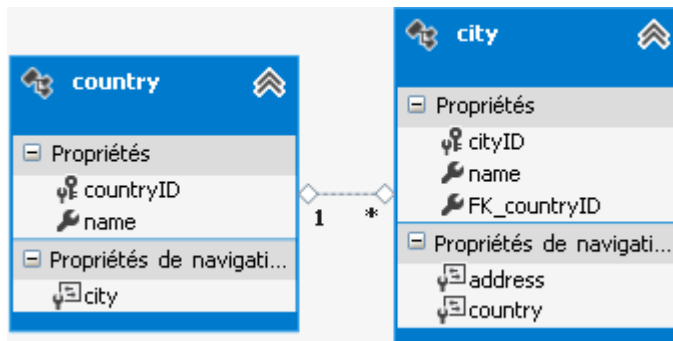 country
Propriétés
countryID
name
Propriétés de navigati...
city
1 *
city
Propriétés
cityID
name
FK_countryID
Propriétés de navigati...
address
country